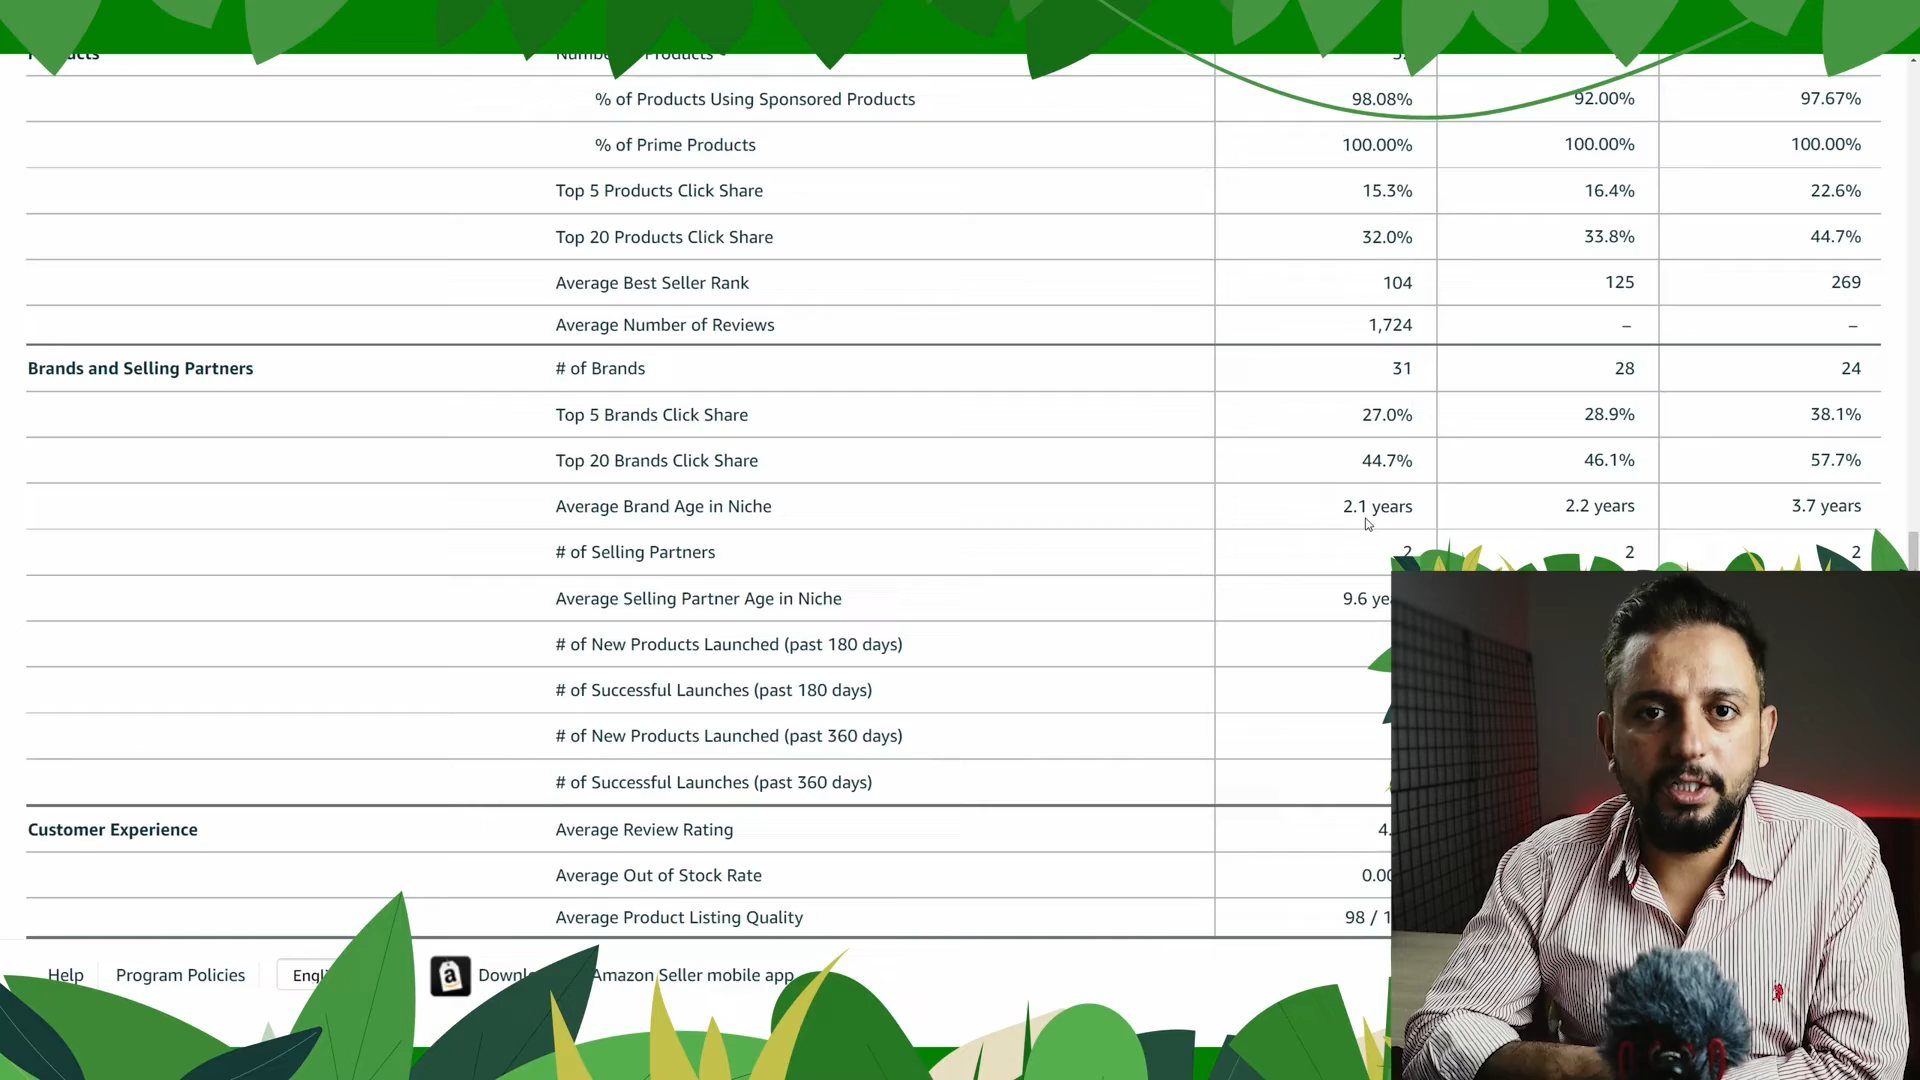 % of Products Using Sponsored Products 98.08% 92.00% 97.67%
% of Prime Products 100.00% 100.00% 100.00%
Top 5 Products Click Share 15.3% 16.4% 22.6%
Top 20 Products Click Share 32.0% 33.8% 44.7%
Average Best Seller Rank 104 125 269
Average Number of Reviews 1,724 – –
Brands and Selling Partners # of Brands 31 28 24
Top 5 Brands Click Share 27.0% 28.9% 38.1%
Top 20 Brands Click Share 44.7% 46.1% 57.7%
Average Brand Age in Niche 2.1 years 2.2 years 3.7 years
# of Selling Partners 2 2 2
Average Selling Partner Age in Niche 9.6
# of New Products Launched (past 180 days)
# of Successful Launches (past 180 days)
# of New Products Launched (past 360 days)
# of Successful Launches (past 360 days)
Customer Experience Average Review Rating 4.
Average Out of Stock Rate 0.00
Average Product Listing Quality 98 / 1
Help Program Policies Amazon Seller mobile app